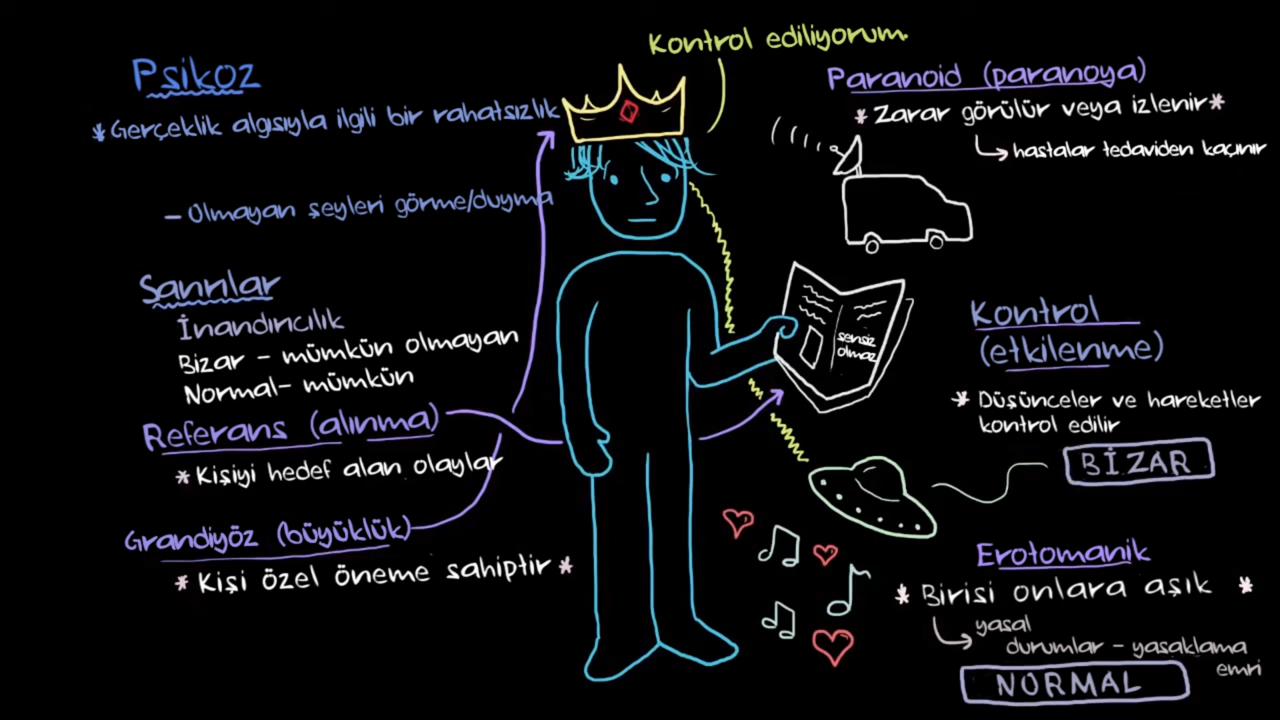 Psikoz
*Gerçeklik algısıyla ilgili bir rahatsızlık
- Olmayan şeyleri görme/duyma
Sanrılar
İnandırıcılık
Bizar - mümkün olmayan
Normal- mümkün
Referans (alınma)
*Kişiyi hedef alan olaylar
Grandiyöz (büyüklük)
*Kişi özel öneme sahiptir*
Kontrol ediliyorum.
sensiz
olmaz
Paranoid (paranoya)
*Zarar görülür veya izlenir*
hastalar tedaviden kaçınır
Kontrol
(etkilenme)
*Düşünceler ve hareketler
kontrol edilir
BİZAR
Erotomanik
*Birisi onlara aşık*
yasal
durumlar - yasaklama
emri
NORMAL